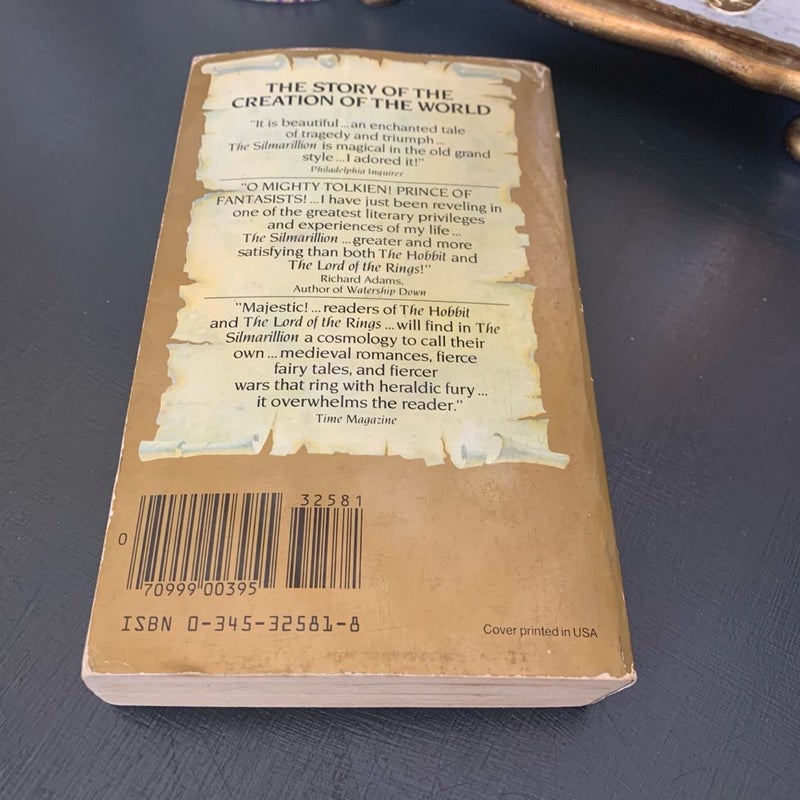 THE STORY OF THE
CREATION OF THE WORLD
"It is beautiful...an enchanted tale
of tragedy and triumph...
The Silmarillion is magical in the old grand
style...I adored it!"
Philadelphia Inquirer
"O MIGHTY TOLKIEN! PRINCE OF
FANTASISTS!...I have just been reveling in
one of the greatest literary privileges
and experiences of my life...
The Silmarillion...greater and more
satisfying than both The Hobbit and
The Lord of the Rings!"
Richard Adams,
Author of Watership Down
"Majestic!...readers of The Hobbit
and The Lord of the Rings...will find in The
Silmarillion a cosmology to call their
own...medieval romances, fierce
fairy tales, and fiercer
wars that ring with heraldic fury...
it overwhelms the reader."
Time Magazine
32581
0
70999 00395
ISBN 0-345-32581-8
Cover printed in USA